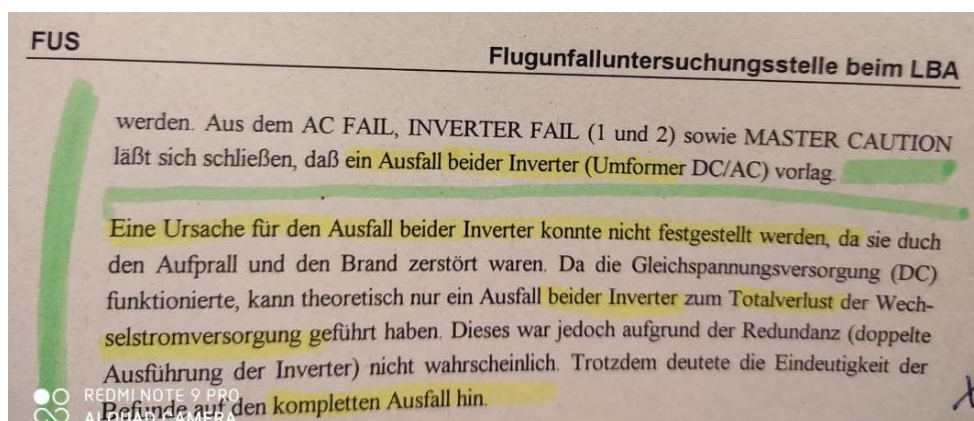 FUS
Flugunfalluntersuchungsstelle beim LBA
werden. Aus dem AC FAIL, INVERTER FAIL (1 und 2) sowie MASTER CAUTION
läßt sich schließen, daß ein Ausfall beider Inverter (Umformer DC/AC) vorlag.
Eine Ursache für den Ausfall beider Inverter konnte nicht festgestellt werden, da sie duch
den Aufprall und den Brand zerstört waren. Da die Gleichspannungsversorgung (DC)
funktionierte, kann theoretisch nur ein Ausfall beider Inverter zum Totalverlust der Wech-
selstromversorgung geführt haben. Dieses war jedoch aufgrund der Redundanz (doppelte
Ausführung der Inverter) nicht wahrscheinlich. Trotzdem deutete die Eindeutigkeit der
Befunde auf den kompletten Ausfall hin.
REDMI NOTE 9 PRO
AI QUAD CAMERA